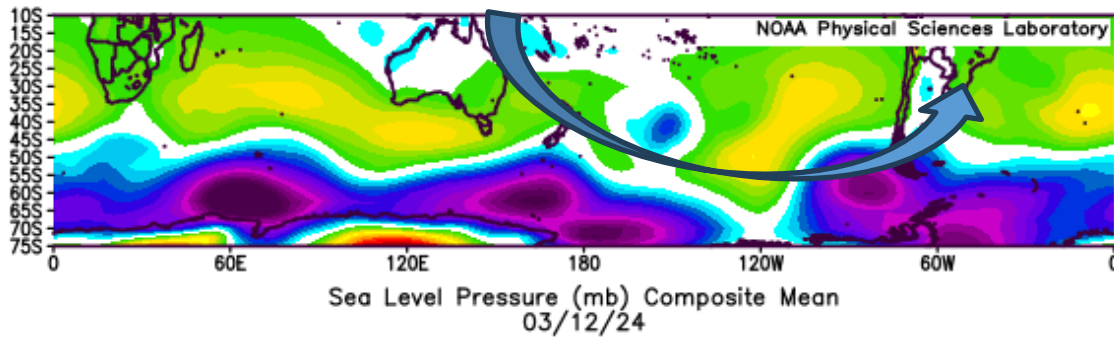 NOAA Physical Sciences Laboratory
10S
15S
20S
25S
30S
35S
40S
45S
50S
55S
60S
65S
70S
75S
0 60E 120E 180 120W 60W 0
Sea Level Pressure (mb) Composite Mean
03/12/24